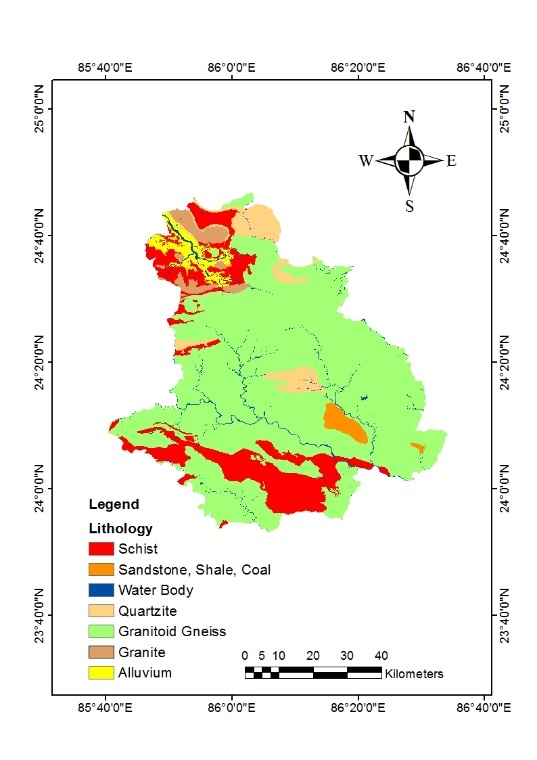 85°40'0"E 86°0'0"E 86°20'0"E 86°40'0"E
25°0'0"N
25°0'0"N
N
W E
S
24°40'0"N
24°40'0"N
24°20'0"N
24°20'0"N
24°0'0"N
24°0'0"N
23°40'0"N
23°40'0"N
Legend
Lithology
Schist
Sandstone, Shale, Coal
Water Body
Quartzite
Granitoid Gneiss
Granite
Alluvium
0 5 10 20 30 40
Kilometers
85°40'0"E 86°0'0"E 86°20'0"E 86°40'0"E